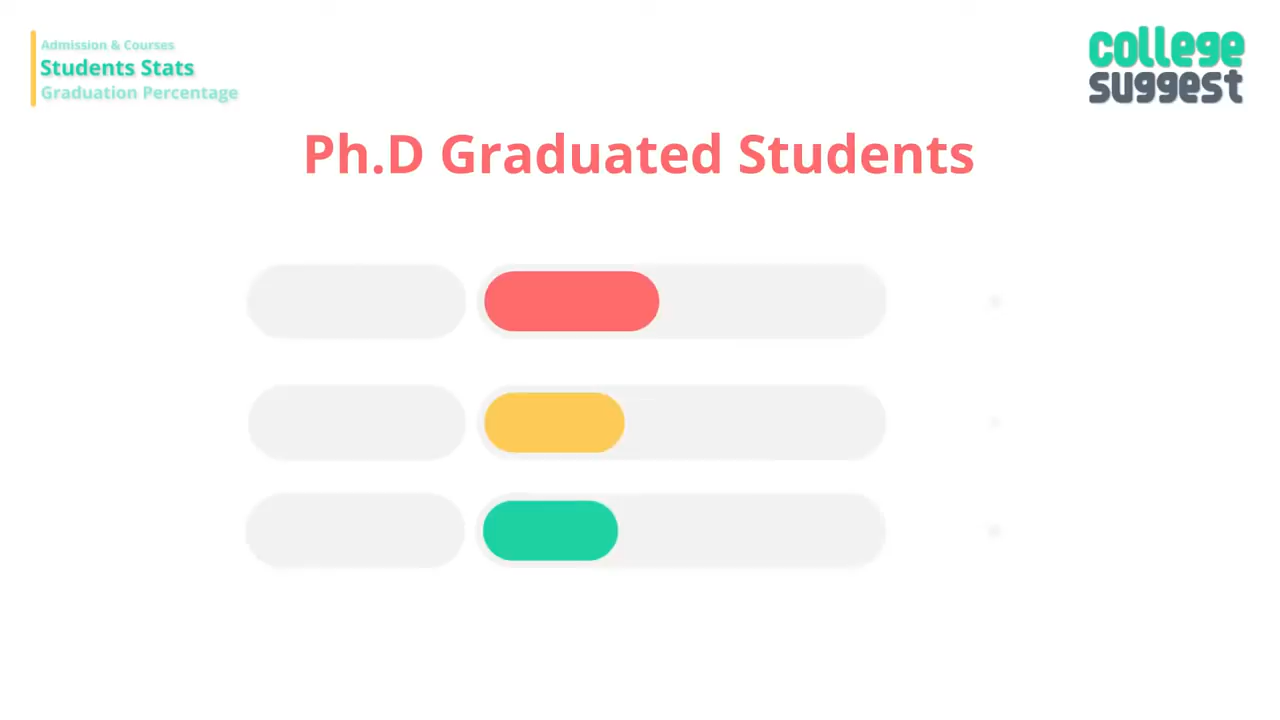 Admission & Courses
Students Stats
Graduation Percentage
college
suggest
Ph.D Graduated Students